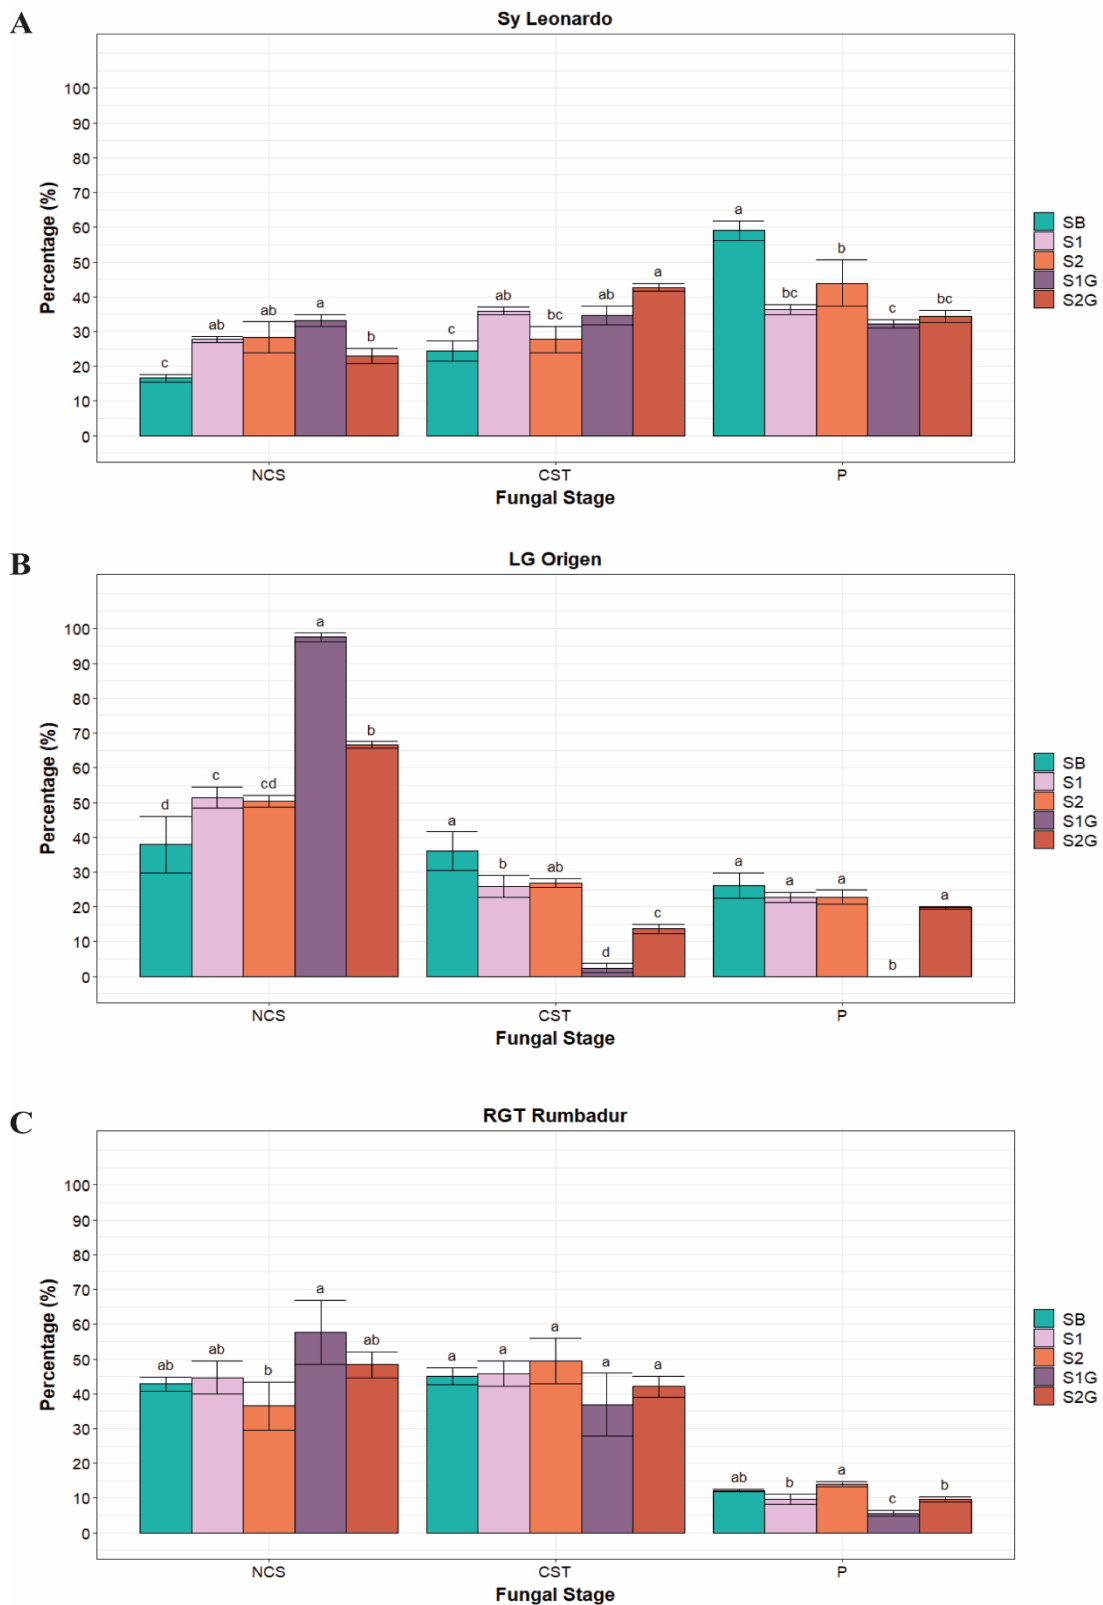 A
Sy Leonardo
Percentage (%)
100
90
80
70
60
50
40
30
20
10
0
c
ab
ab
a
b
c
ab
bc
ab
a
a
bc
b
c
bc
NCS
CST
P
Fungal Stage
SB
S1
S2
S1G
S2G
B
LG Origen
Percentage (%)
100
90
80
70
60
50
40
30
20
10
0
d
c
cd
a
b
a
b
ab
d
c
a
a
a
b
a
NCS
CST
P
Fungal Stage
SB
S1
S2
S1G
S2G
C
RGT Rumbadur
Percentage (%)
100
90
80
70
60
50
40
30
20
10
0
ab
ab
b
a
ab
a
a
a
a
a
ab
b
a
c
b
NCS
CST
P
Fungal Stage
SB
S1
S2
S1G
S2G